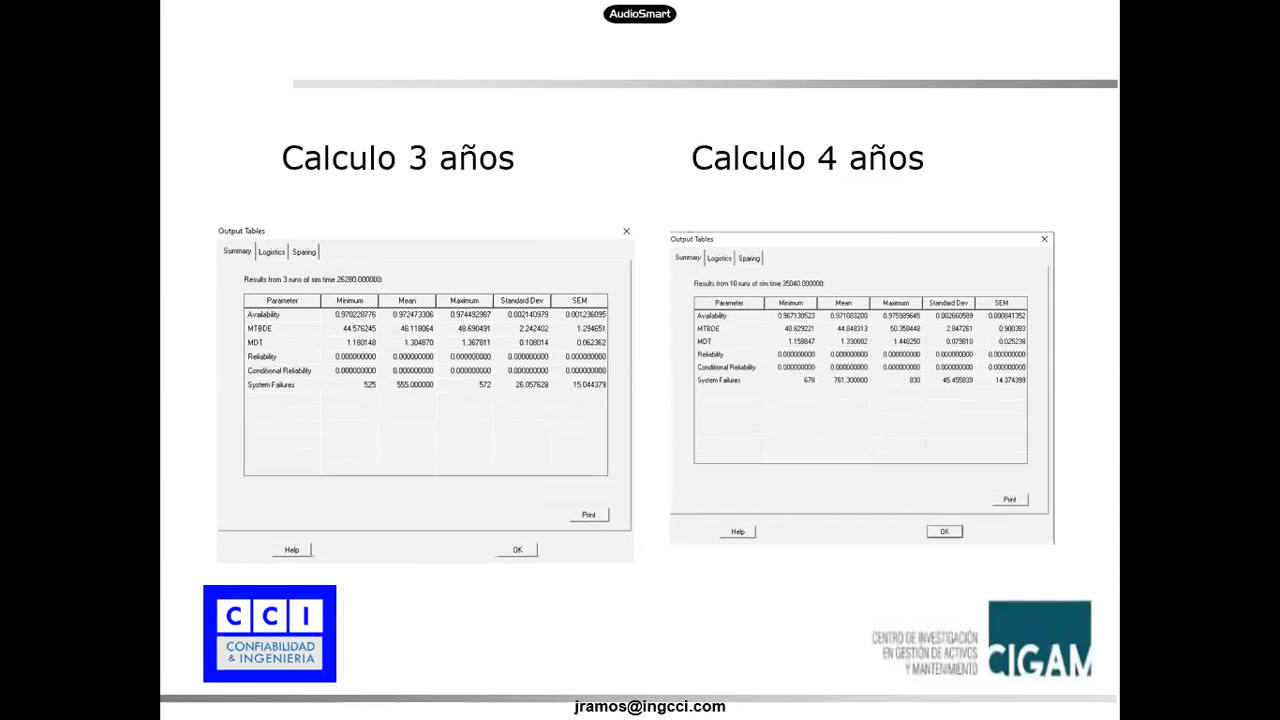 AudioSmart
Calculo 3 años
Calculo 4 años
Output Tables
Summary Logistics Sparing
Results from 3 runs of sim time 26280.000000:
Parameter Minimum Mean Maximum Standard Dev SEM
Availability 0.970228776 0.972473306 0.974492987 0.002140979 0.001236095
MTBDE 44.576245 46.118064 48.690491 2.242402 1.294651
MDT 1.180148 1.304870 1.367811 0.108014 0.062362
Reliability 0.000000000 0.000000000 0.000000000 0.000000000 0.000000000
Conditional Reliability 0.000000000 0.000000000 0.000000000 0.000000000 0.000000000
System Failures 525 555.000000 572 26.057628 15.044379
Print
Help OK
Output Tables
Summary Logistics Sparing
Results from 10 runs of sim time 35040.000000:
Parameter Minimum Mean Maximum Standard Dev SEM
Availability 0.967130523 0.971083200 0.975989645 0.002660589 0.000841352
MTBDE 40.829221 44.848313 50.358448 2.847261 0.900383
MDT 1.158847 1.330082 1.448250 0.079810 0.025238
Reliability 0.000000000 0.000000000 0.000000000 0.000000000 0.000000000
Conditional Reliability 0.000000000 0.000000000 0.000000000 0.000000000 0.000000000
System Failures 678 761.300000 830 45.455839 14.374399
Print
Help OK
CCI
CONFIABILIDAD
& INGENIERIA
CENTRO DE INVESTIGACIÓN
EN GESTIÓN DE ACTIVOS
Y MANTENIMIENTO
CIGAM
jramos@ingcci.com